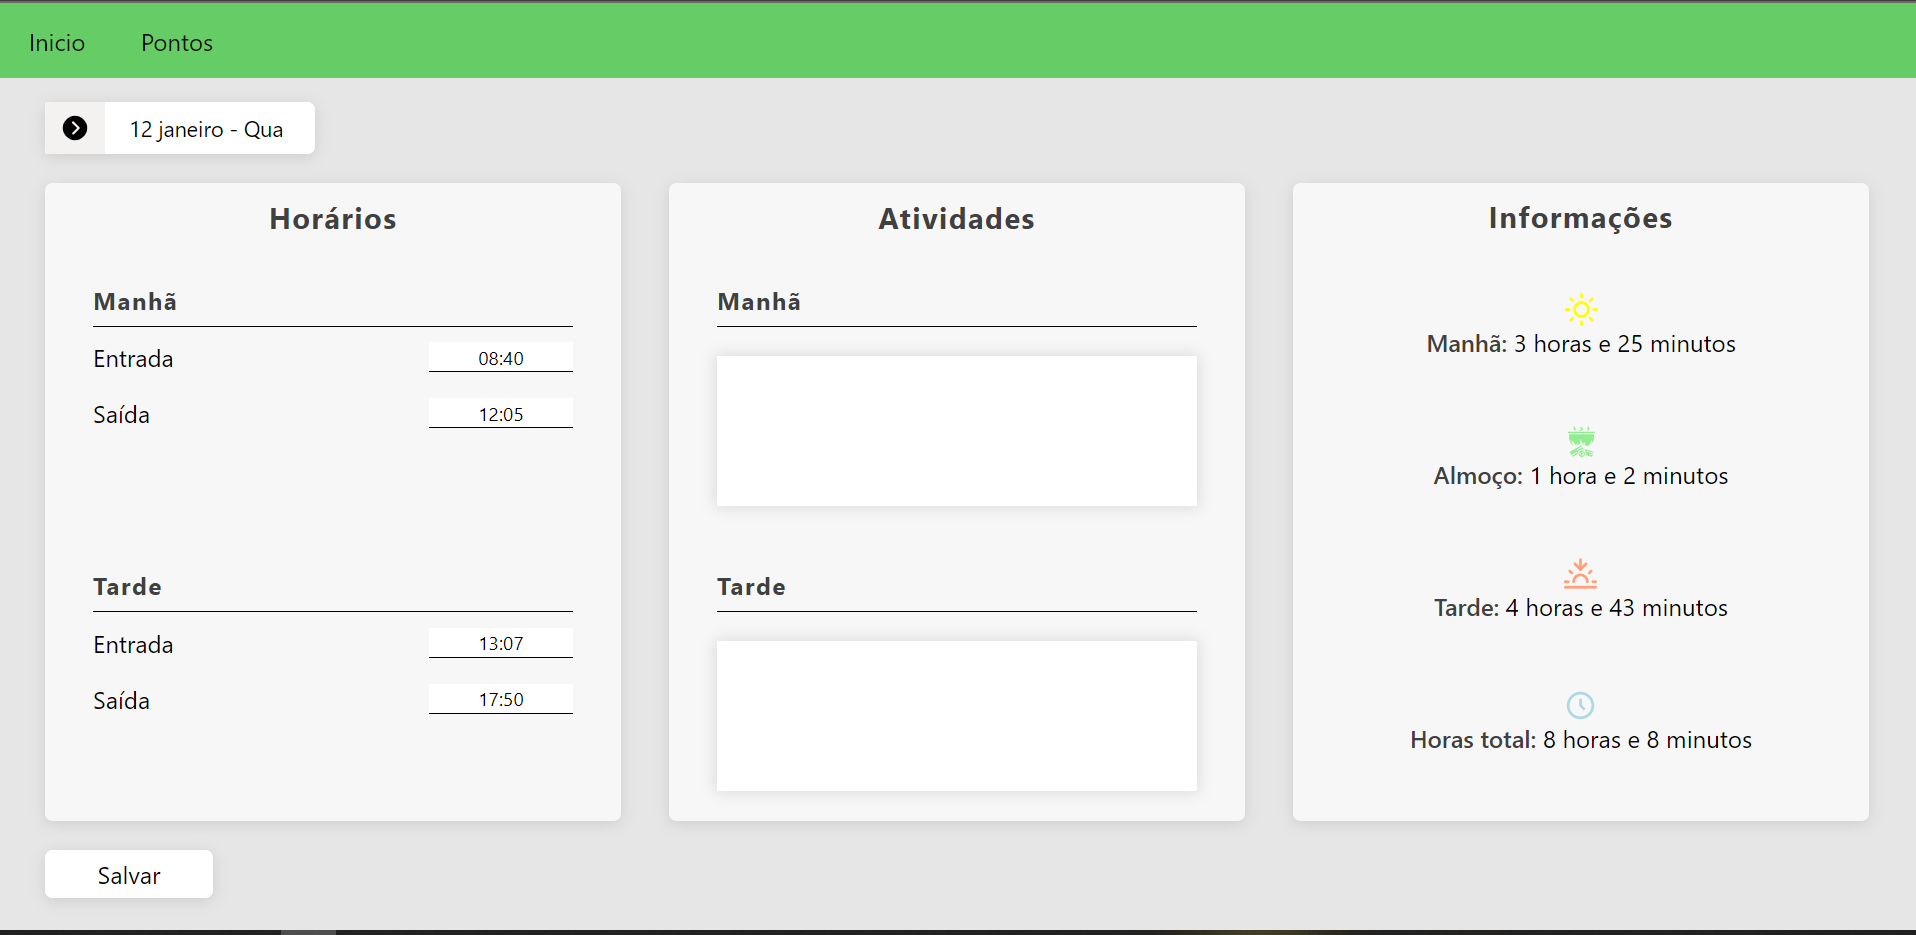 Inicio
Pontos
12 janeiro - Qua
Horários
Manhã
Entrada
08:40
Saída
12:05
Tarde
Entrada
13:07
Saída
17:50
Atividades
Manhã
Tarde
Informações
Manhã: 3 horas e 25 minutos
Almoço: 1 hora e 2 minutos
Tarde: 4 horas e 43 minutos
Horas total: 8 horas e 8 minutos
Salvar